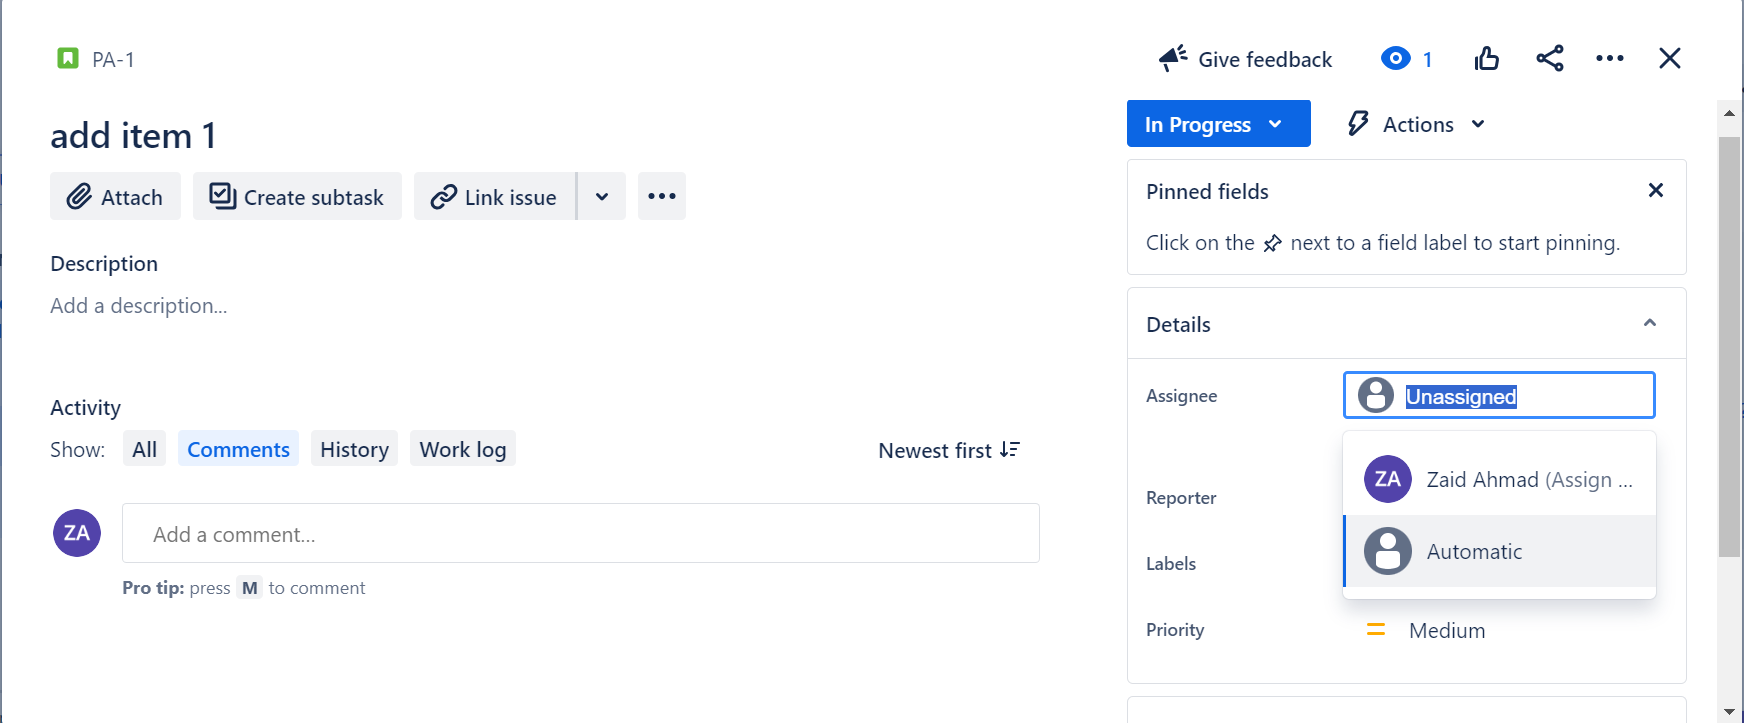 PA-1
Give feedback
1
add item 1
In Progress
Actions
Attach
Create subtask
Link issue
Pinned fields
Click on the next to a field label to start pinning.
Description
Add a description...
Details
Assignee
Unassigned
Activity
Show:
All
Comments
History
Work log
Newest first
ZA
Zaid Ahmad (Assign ...
Reporter
ZA
Add a comment...
Automatic
Labels
Pro tip: press M to comment
Priority
Medium